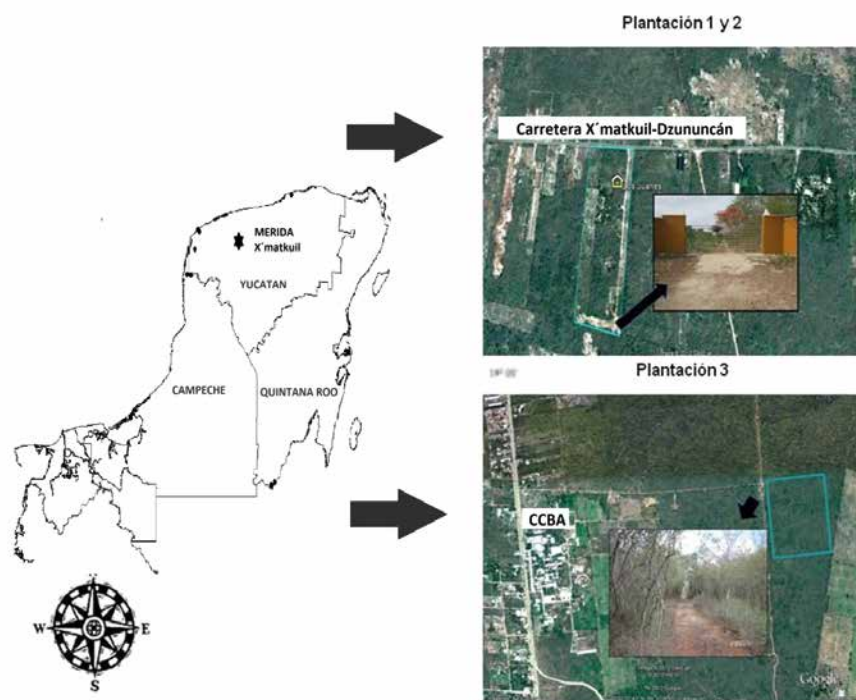 Plantación 1 y 2
Carretera X´matkuil-Dzununcán
MERIDA
X´matkuil
YUCATAN
CAMPECHE
QUINTANA ROO
Plantación 3
CCBA
W
E
S
Google